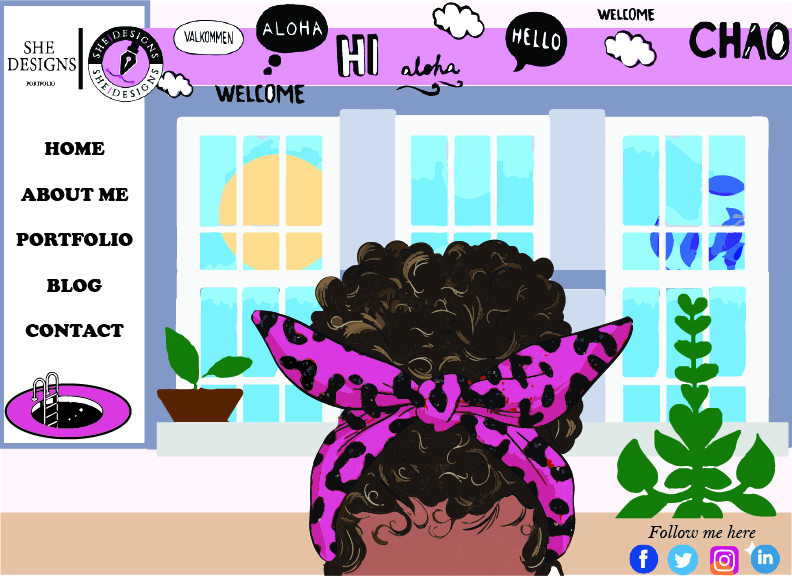 SHE
DESIGNS
PORTFOLIO
SHE DESIGNS
SHE DESIGNS
VALKOMMEN
ALOHA
HI
aloha
HELLO
WELCOME
CHAO
WELCOME
HOME
ABOUT ME
PORTFOLIO
BLOG
CONTACT
Follow me here
f
in